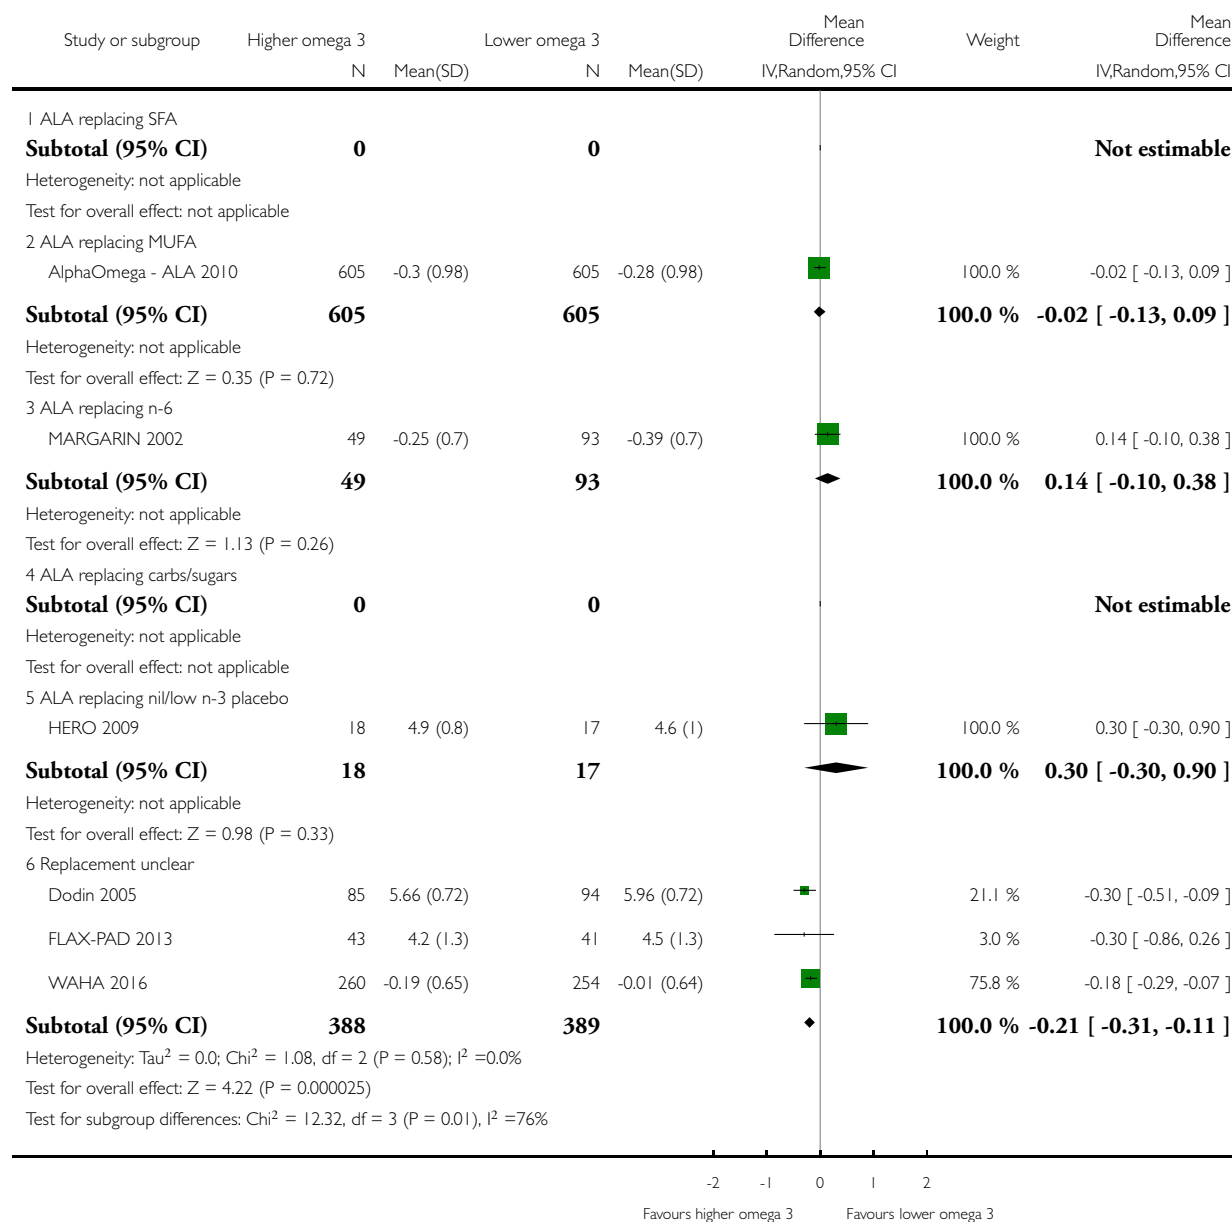 Mean Mean
Study or subgroup Higher omega 3 Lower omega 3 Difference Weight Difference
N Mean(SD) N Mean(SD) IV,Random,95% CI IV,Random,95% CI
1 ALA replacing SFA
Subtotal (95% CI) 0 0 Not estimable
Heterogeneity: not applicable
Test for overall effect: not applicable
2 ALA replacing MUFA
AlphaOmega - ALA 2010 605 -0.3 (0.98) 605 -0.28 (0.98) 100.0 % -0.02 [ -0.13, 0.09 ]
Subtotal (95% CI) 605 605 100.0 % -0.02 [ -0.13, 0.09 ]
Heterogeneity: not applicable
Test for overall effect: Z = 0.35 (P = 0.72)
3 ALA replacing n-6
MARGARIN 2002 49 -0.25 (0.7) 93 -0.39 (0.7) 100.0 % 0.14 [ -0.10, 0.38 ]
Subtotal (95% CI) 49 93 100.0 % 0.14 [ -0.10, 0.38 ]
Heterogeneity: not applicable
Test for overall effect: Z = 1.13 (P = 0.26)
4 ALA replacing carbs/sugars
Subtotal (95% CI) 0 0 Not estimable
Heterogeneity: not applicable
Test for overall effect: not applicable
5 ALA replacing nil/low n-3 placebo
HERO 2009 18 4.9 (0.8) 17 4.6 (1) 100.0 % 0.30 [ -0.30, 0.90 ]
Subtotal (95% CI) 18 17 100.0 % 0.30 [ -0.30, 0.90 ]
Heterogeneity: not applicable
Test for overall effect: Z = 0.98 (P = 0.33)
6 Replacement unclear
Dodin 2005 85 5.66 (0.72) 94 5.96 (0.72) 21.1 % -0.30 [ -0.51, -0.09 ]
FLAX-PAD 2013 43 4.2 (1.3) 41 4.5 (1.3) 3.0 % -0.30 [ -0.86, 0.26 ]
WAHA 2016 260 -0.19 (0.65) 254 -0.01 (0.64) 75.8 % -0.18 [ -0.29, -0.07 ]
Subtotal (95% CI) 388 389 100.0 % -0.21 [ -0.31, -0.11 ]
Heterogeneity: Tau² = 0.0; Chi² = 1.08, df = 2 (P = 0.58); I² =0.0%
Test for overall effect: Z = 4.22 (P = 0.000025)
Test for subgroup differences: Chi² = 12.32, df = 3 (P = 0.01), I² =76%
-2 -1 0 1 2
Favours higher omega 3 Favours lower omega 3